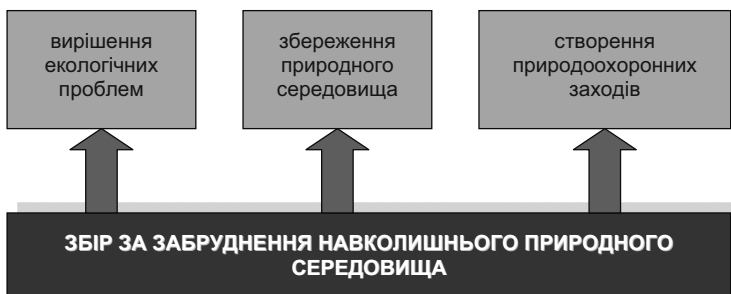 вирішення
екологічних
проблем
збереження
природного
середовища
створення
природоохоронних
заходів
ЗБІР ЗА ЗАБРУДНЕННЯ НАВКОЛИШНЬОГО ПРИРОДНОГО
СЕРЕДОВИЩА